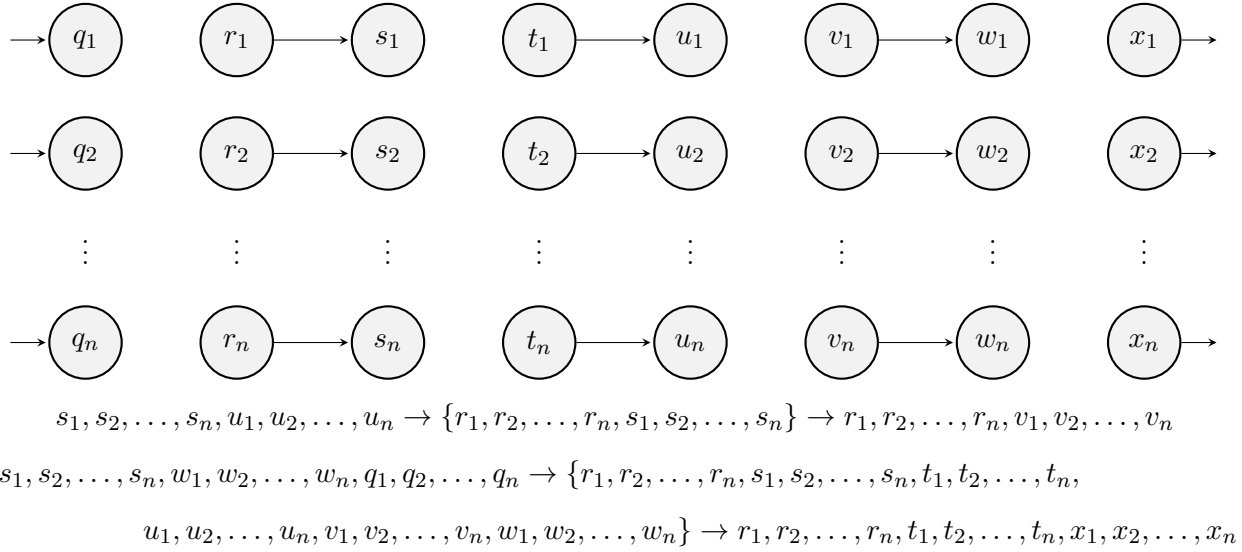 q₁ r₁ s₁ t₁ u₁ v₁ w₁ x₁
q₂ r₂ s₂ t₂ u₂ v₂ w₂ x₂
⋮ ⋮ ⋮ ⋮ ⋮ ⋮ ⋮ ⋮
qₙ rₙ sₙ tₙ uₙ vₙ wₙ xₙ
s₁, s₂, …, sₙ, u₁, u₂, …, uₙ → {r₁, r₂, …, rₙ, s₁, s₂, …, sₙ} → r₁, r₂, …, rₙ, v₁, v₂, …, vₙ
s₁, s₂, …, sₙ, w₁, w₂, …, wₙ, q₁, q₂, …, qₙ → {r₁, r₂, …, rₙ, s₁, s₂, …, sₙ, t₁, t₂, …, tₙ,
u₁, u₂, …, uₙ, v₁, v₂, …, vₙ, w₁, w₂, …, wₙ} → r₁, r₂, …, rₙ, t₁, t₂, …, tₙ, x₁, x₂, …, xₙ